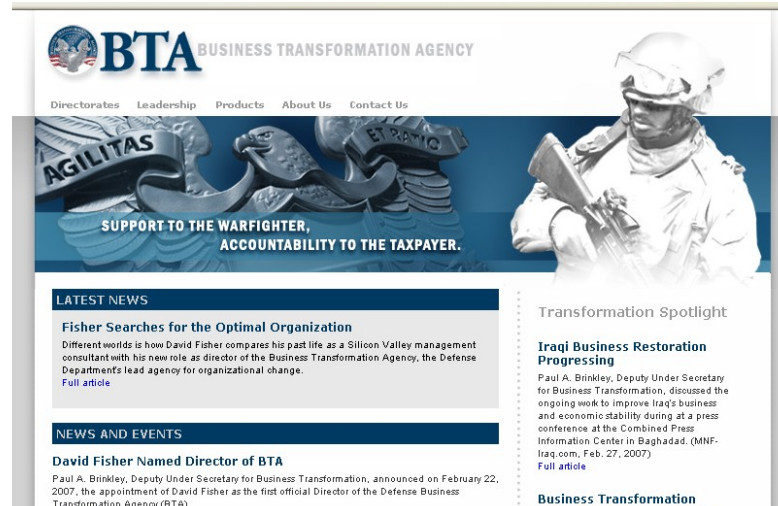 BTA BUSINESS TRANSFORMATION AGENCY
Directorates Leadership Products About Us Contact Us
AGILITAS ET RATIO
SUPPORT TO THE WARFIGHTER,
ACCOUNTABILITY TO THE TAXPAYER.
LATEST NEWS
Fisher Searches for the Optimal Organization
Different worlds is how David Fisher compares his past life as a Silicon Valley management
consultant with his new role as director of the Business Transformation Agency, the Defense
Department's lead agency for organizational change.
Full article
NEWS AND EVENTS
David Fisher Named Director of BTA
Paul A. Brinkley, Deputy Under Secretary for Business Transformation, announced on February 22,
2007, the appointment of David Fisher as the first official Director of the Defense Business
Transformation Agency (BTA)
Transformation Spotlight
Iraqi Business Restoration
Progressing
Paul A. Brinkley, Deputy Under Secretary
for Business Transformation, discussed the
ongoing work to improve Iraq's business
and economic stability during at a press
conference at the Combined Press
Information Center in Baghadad. (MNF-
Iraq.com, Feb. 27, 2007)
Full article
Business Transformation